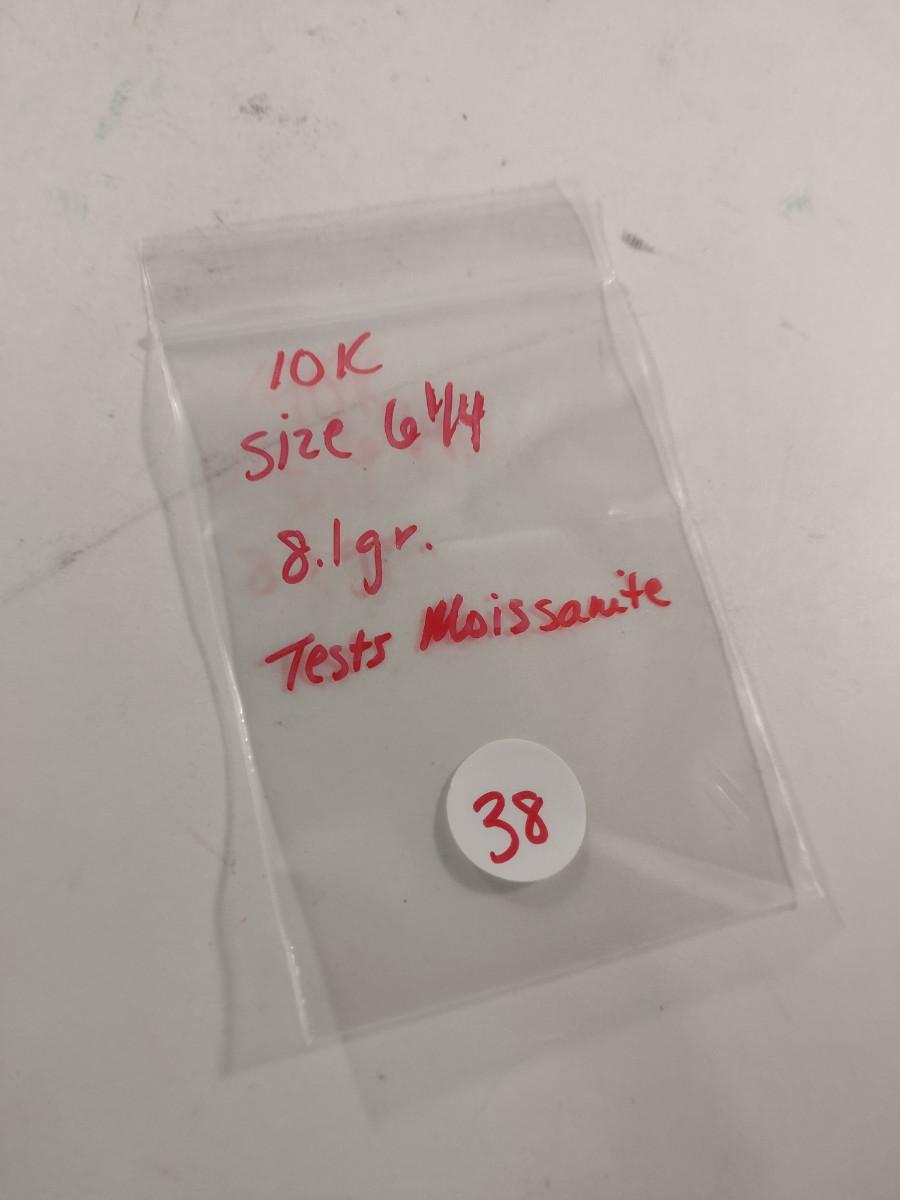 10K
Size 6 1/4
8.1gr.
Tests Moissanite
38